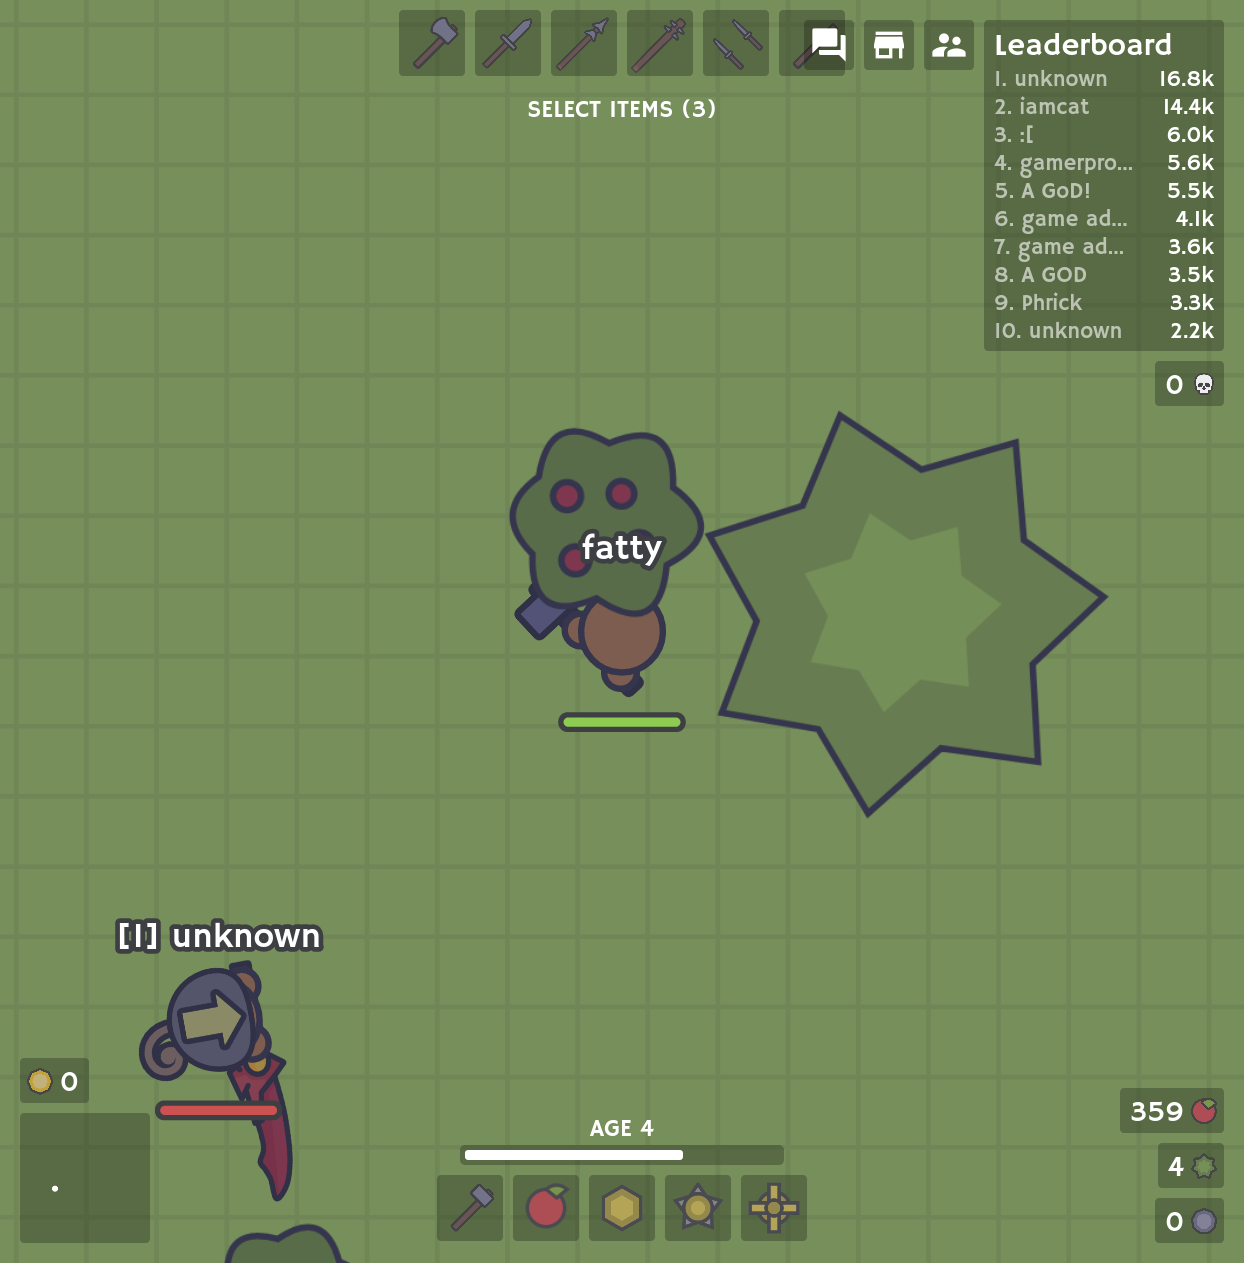 SELECT ITEMS (3)
Leaderboard
1. unknown 16.8k
2. iamcat 14.4k
3. :[ 6.0k
4. gamerpro... 5.6k
5. A GoD! 5.5k
6. game ad... 4.1k
7. game ad... 3.6k
8. A GOD 3.5k
9. Phrick 3.3k
10. unknown 2.2k
0
fatty
[I] unknown
0
AGE 4
359
4
0